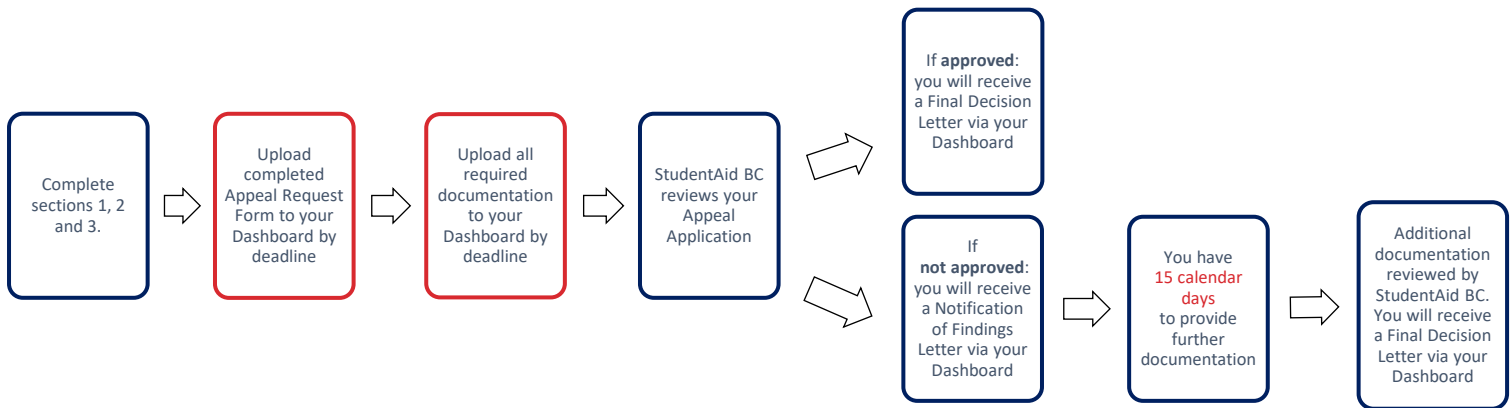 Complete
sections 1, 2
and 3.
Upload
completed
Appeal Request
Form to your
Dashboard by
deadline
Upload all
required
documentation
to your
Dashboard by
deadline
StudentAid BC
reviews your
Appeal
Application
If approved:
you will receive
a Final Decision
Letter via your
Dashboard
If
not approved:
you will receive
a Notification
of Findings
Letter via your
Dashboard
You have
15 calendar
days
to provide
further
documentation
Additional
documentation
reviewed by
StudentAid BC.
You will receive
a Final Decision
Letter via your
Dashboard